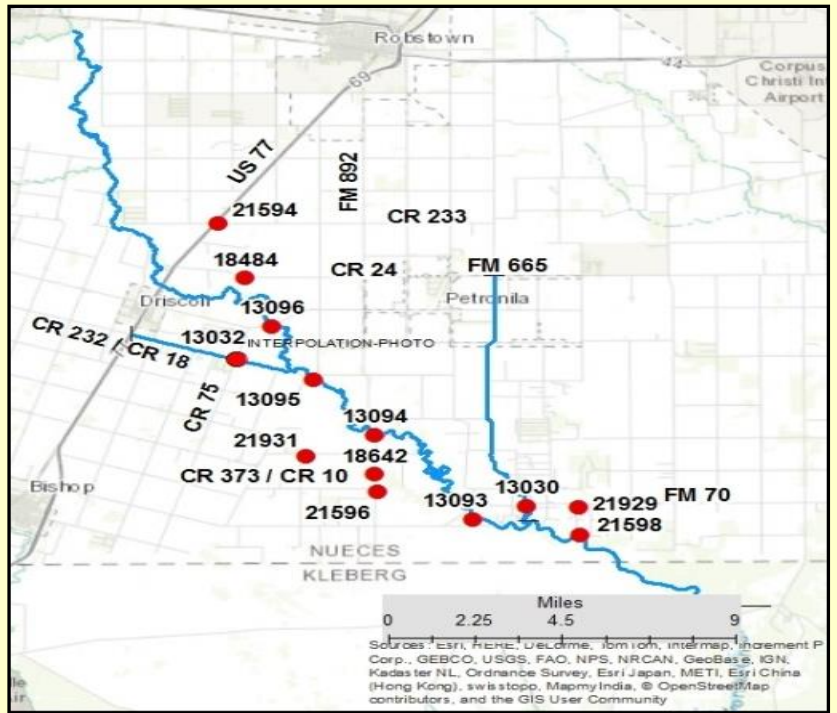 Robstown
69
44
Corpus
Christi In
Airport
US 77
FM 892
21594
CR 233
18484
CR 24
FM 665
Driscoll
13096
Petronila
CR 232 / CR 18
13032
INTERPOLATION-PHOTO
CR 75
13095
13094
21931
18642
CR 373 / CR 10
Bishop
13093
13030
21929
FM 70
21596
21598
NUECES
KLEBERG
Miles
0 2.25 4.5 9
Sources: Esri, HERE, DeLorme, TomTom, Intermap, increment P
Corp., GEBCO, USGS, FAO, NPS, NRCAN, GeoBase, IGN,
Kadaster NL, Ordnance Survey, Esri Japan, METI, Esri China
(Hong Kong), swisstopo, MapmyIndia, © OpenStreetMap
contributors, and the GIS User Community